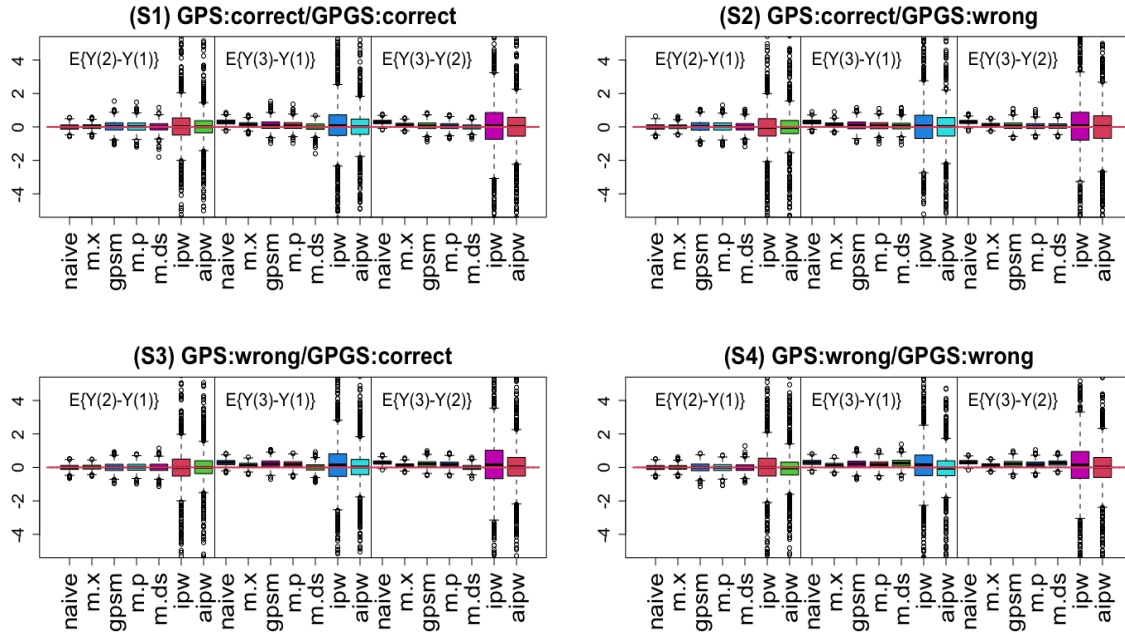 (S1) GPS:correct/GPGS:correct
E{Y(2)-Y(1)} E{Y(3)-Y(1)} E{Y(3)-Y(2)}
4
2
0
-2
-4
naive m.x gpsm m.p m.ds ipw aipw naive m.x gpsm m.p m.ds ipw aipw naive m.x gpsm m.p m.ds ipw aipw
(S2) GPS:correct/GPGS:wrong
E{Y(2)-Y(1)} E{Y(3)-Y(1)} E{Y(3)-Y(2)}
4
2
0
-2
-4
naive m.x gpsm m.p m.ds ipw aipw naive m.x gpsm m.p m.ds ipw aipw naive m.x gpsm m.p m.ds ipw aipw
(S3) GPS:wrong/GPGS:correct
E{Y(2)-Y(1)} E{Y(3)-Y(1)} E{Y(3)-Y(2)}
4
2
0
-2
-4
naive m.x gpsm m.p m.ds ipw aipw naive m.x gpsm m.p m.ds ipw aipw naive m.x gpsm m.p m.ds ipw aipw
(S4) GPS:wrong/GPGS:wrong
E{Y(2)-Y(1)} E{Y(3)-Y(1)} E{Y(3)-Y(2)}
4
2
0
-2
-4
naive m.x gpsm m.p m.ds ipw aipw naive m.x gpsm m.p m.ds ipw aipw naive m.x gpsm m.p m.ds ipw aipw